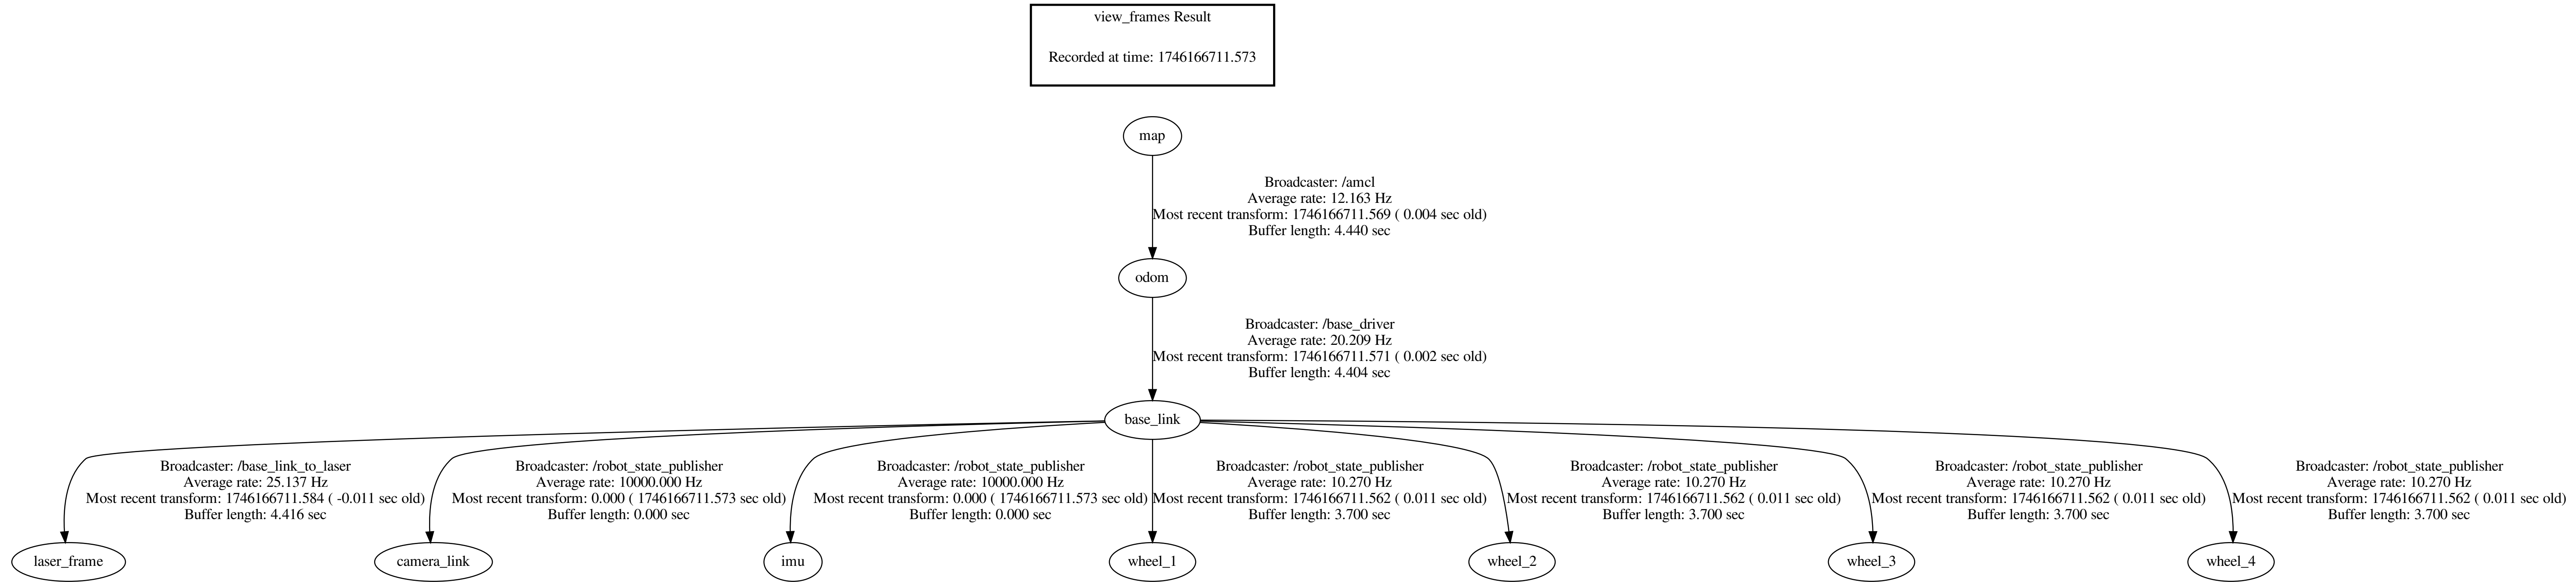 view_frames Result
Recorded at time: 1746166711.573
map
Broadcaster: /amcl
Average rate: 12.163 Hz
Most recent transform: 1746166711.569 ( 0.004 sec old)
Buffer length: 4.440 sec
odom
Broadcaster: /base_driver
Average rate: 20.209 Hz
Most recent transform: 1746166711.571 ( 0.002 sec old)
Buffer length: 4.404 sec
base_link
Broadcaster: /base_link_to_laser
Average rate: 25.137 Hz
Most recent transform: 1746166711.584 ( -0.011 sec old)
Buffer length: 4.416 sec
Broadcaster: /robot_state_publisher
Average rate: 10000.000 Hz
Most recent transform: 0.000 ( 1746166711.573 sec old)
Buffer length: 0.000 sec
Broadcaster: /robot_state_publisher
Average rate: 10000.000 Hz
Most recent transform: 0.000 ( 1746166711.573 sec old)
Buffer length: 0.000 sec
Broadcaster: /robot_state_publisher
Average rate: 10.270 Hz
Most recent transform: 1746166711.562 ( 0.011 sec old)
Buffer length: 3.700 sec
Broadcaster: /robot_state_publisher
Average rate: 10.270 Hz
Most recent transform: 1746166711.562 ( 0.011 sec old)
Buffer length: 3.700 sec
Broadcaster: /robot_state_publisher
Average rate: 10.270 Hz
Most recent transform: 1746166711.562 ( 0.011 sec old)
Buffer length: 3.700 sec
Broadcaster: /robot_state_publisher
Average rate: 10.270 Hz
Most recent transform: 1746166711.562 ( 0.011 sec old)
Buffer length: 3.700 sec
laser_frame
camera_link
imu
wheel_1
wheel_2
wheel_3
wheel_4